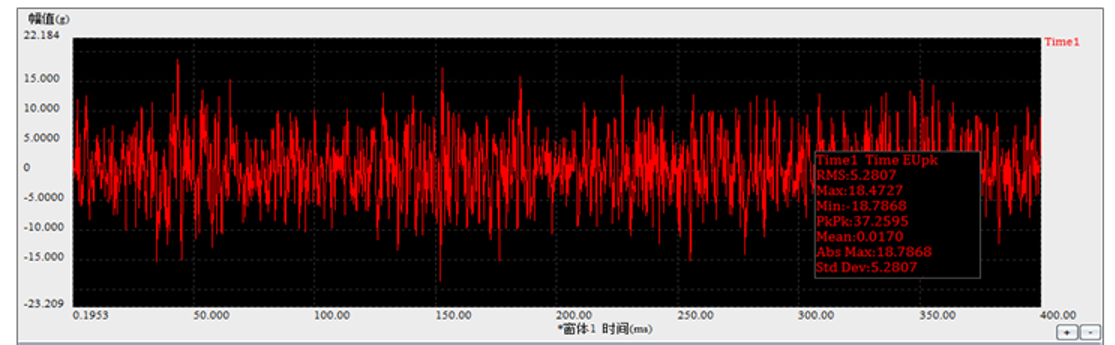 幅值(g)
22.184
Time1
15.000
10.000
5.0000
0
-5.0000
-10.000
-15.000
-23.209
Time1 Time EUpk
RMS:5.2807
Max:18.4727
Min:-18.7868
PkPk:37.2595
Mean:0.0170
Abs Max:18.7868
Std Dev:5.2807
0.1953 50.000 100.00 150.00 200.00 250.00 300.00 350.00 400.00
*窗体1 时间(ms)
+ -